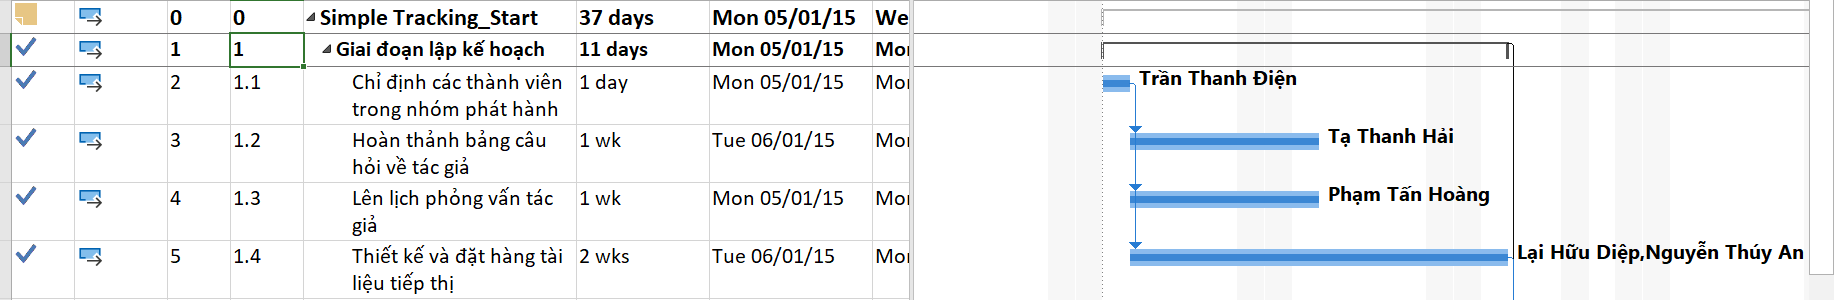 0 0 Simple Tracking_Start 37 days Mon 05/01/15 We
1 1 Giai đoạn lập kế hoạch 11 days Mon 05/01/15 Mo
2 1.1 Chỉ định các thành viên 1 day Mon 05/01/15 Mo Trần Thanh Điện
trong nhóm phát hành
3 1.2 Hoàn thảnh bảng câu 1 wk Tue 06/01/15 Mo Tạ Thanh Hải
hỏi về tác giả
4 1.3 Lên lịch phỏng vấn tác 1 wk Mon 05/01/15 Mo Phạm Tấn Hoàng
giả
5 1.4 Thiết kế và đặt hàng tài 2 wks Tue 06/01/15 Mo Lại Hữu Diệp,Nguyễn Thúy An
liệu tiếp thị